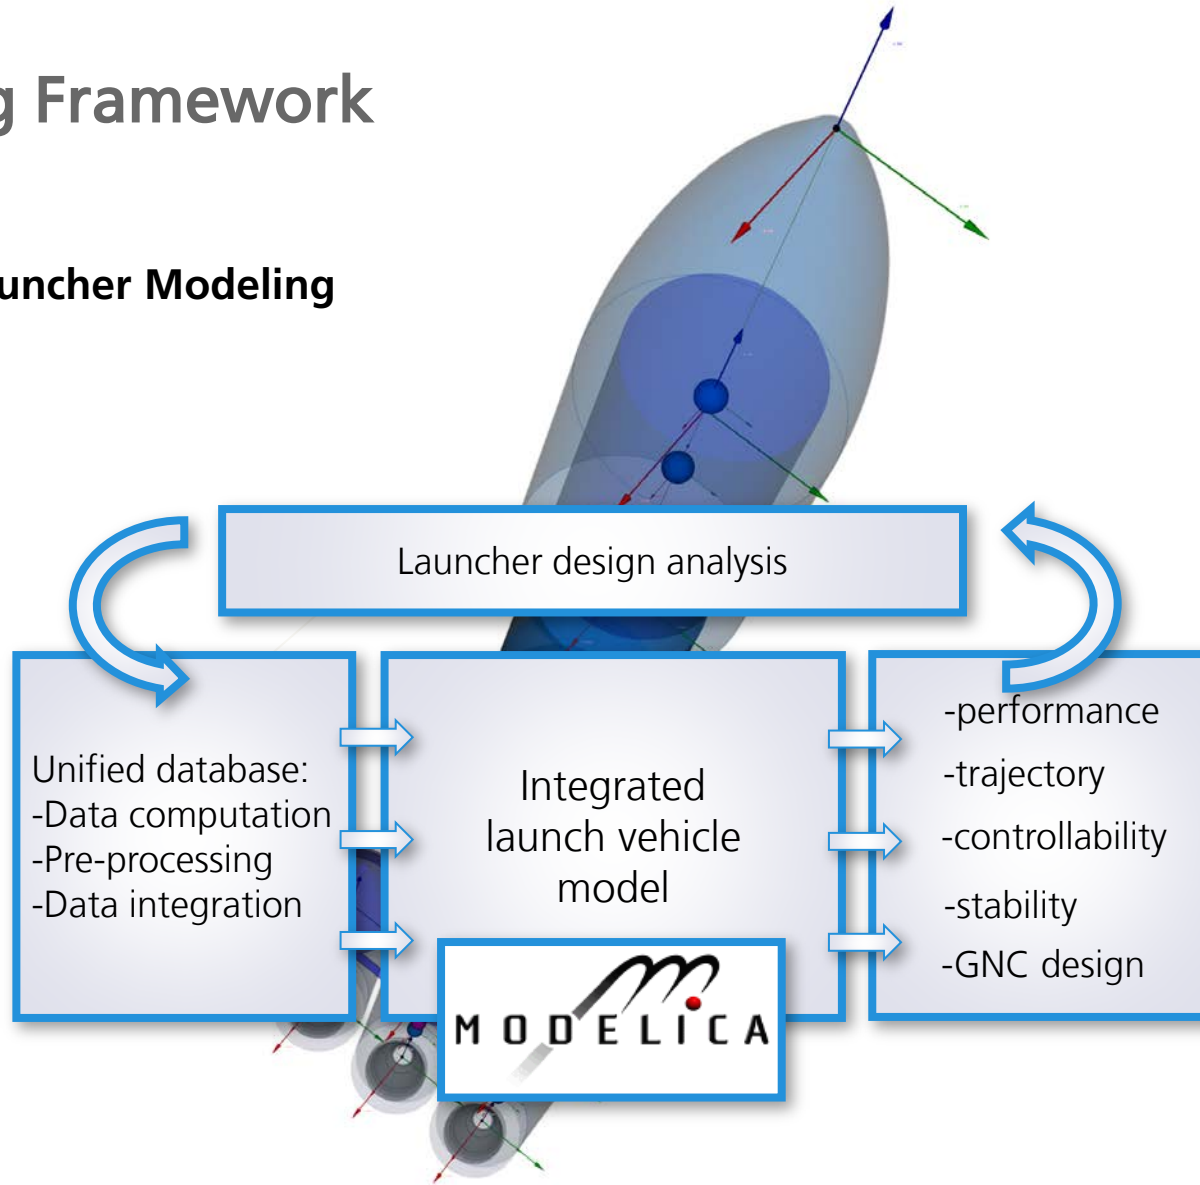 g Framework
uncher Modeling
Launcher design analysis
Unified database:
-Data computation
-Pre-processing
-Data integration
Integrated
launch vehicle
model
MODELICA
-performance
-trajectory
-controllability
-stability
-GNC design